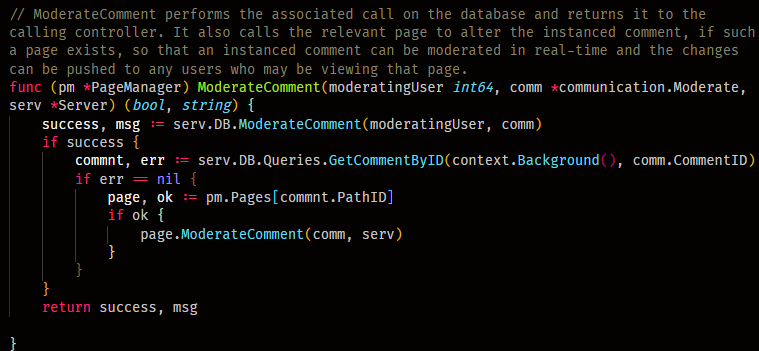 // ModerateComment performs the associated call on the database and returns it to the
calling controller. It also calls the relevant page to alter the instanced comment, if such
a page exists, so that an instanced comment can be moderated in real-time and the changes
can be pushed to any users who may be viewing that page.
func (pm *PageManager) ModerateComment(moderatingUser int64, comm *communication.Moderate,
serv *Server) (bool, string) {
    success, msg := serv.DB.ModerateComment(moderatingUser, comm)
    if success {
        commnt, err := serv.DB.Queries.GetCommentByID(context.Background(), comm.CommentID)
        if err == nil {
            page, ok := pm.Pages[commnt.PathID]
            if ok {
                page.ModerateComment(comm, serv)
            }
        }
    }
    return success, msg
}